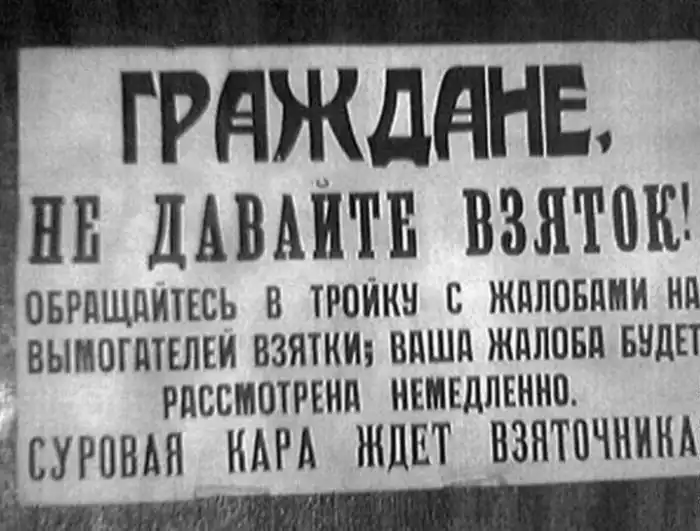 ГРАЖДАНЕ,
НЕ ДАВАЙТЕ ВЗЯТОК!
ОБРАЩАЙТЕСЬ В ТРОЙКУ С ЖАЛОБАМИ НА
ВЫМОГАТЕЛЕЙ ВЗЯТКИ; ВАША ЖАЛОБА БУДЕТ
РАССМОТРЕНА НЕМЕДЛЕННО.
СУРОВАЯ КАРА ЖДЕТ ВЗЯТОЧНИКА